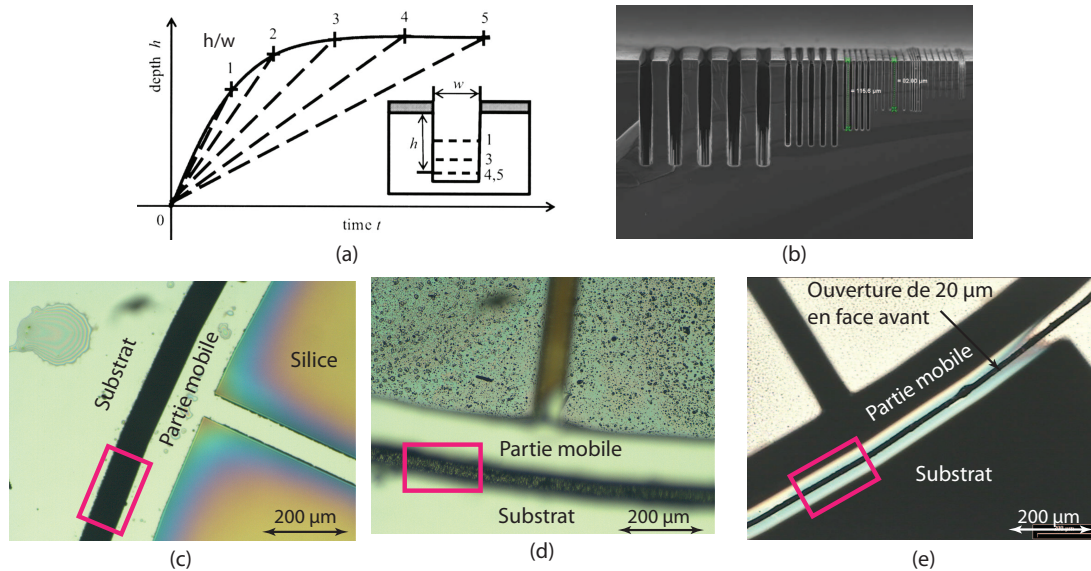 h/w
depth h
1
2
3
4
5
w
h
1
3
4,5
0
time t
(a)
(b)
Substrat
Partie mobile
Silice
200 µm
(c)
Partie mobile
Substrat
200 µm
(d)
Ouverture de 20 µm
en face avant
Partie mobile
Substrat
200 µm
(e)